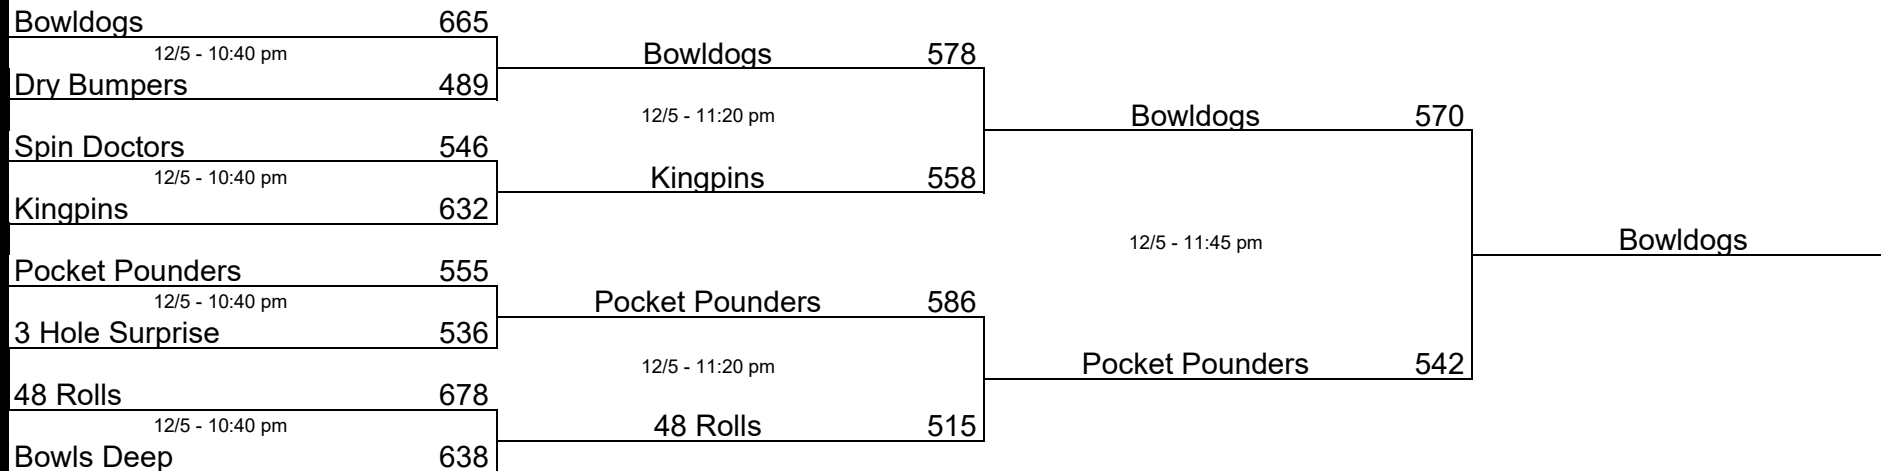 Bowldogs 665
12/5 - 10:40 pm
Dry Bumpers 489
Spin Doctors 546
12/5 - 10:40 pm
Kingpins 632
Pocket Pounders 555
12/5 - 10:40 pm
3 Hole Surprise 536
48 Rolls 678
12/5 - 10:40 pm
Bowls Deep 638
Bowldogs 578
12/5 - 11:20 pm
Kingpins 558
Pocket Pounders 586
12/5 - 11:20 pm
48 Rolls 515
Bowldogs 570
12/5 - 11:45 pm
Pocket Pounders 542
Bowldogs